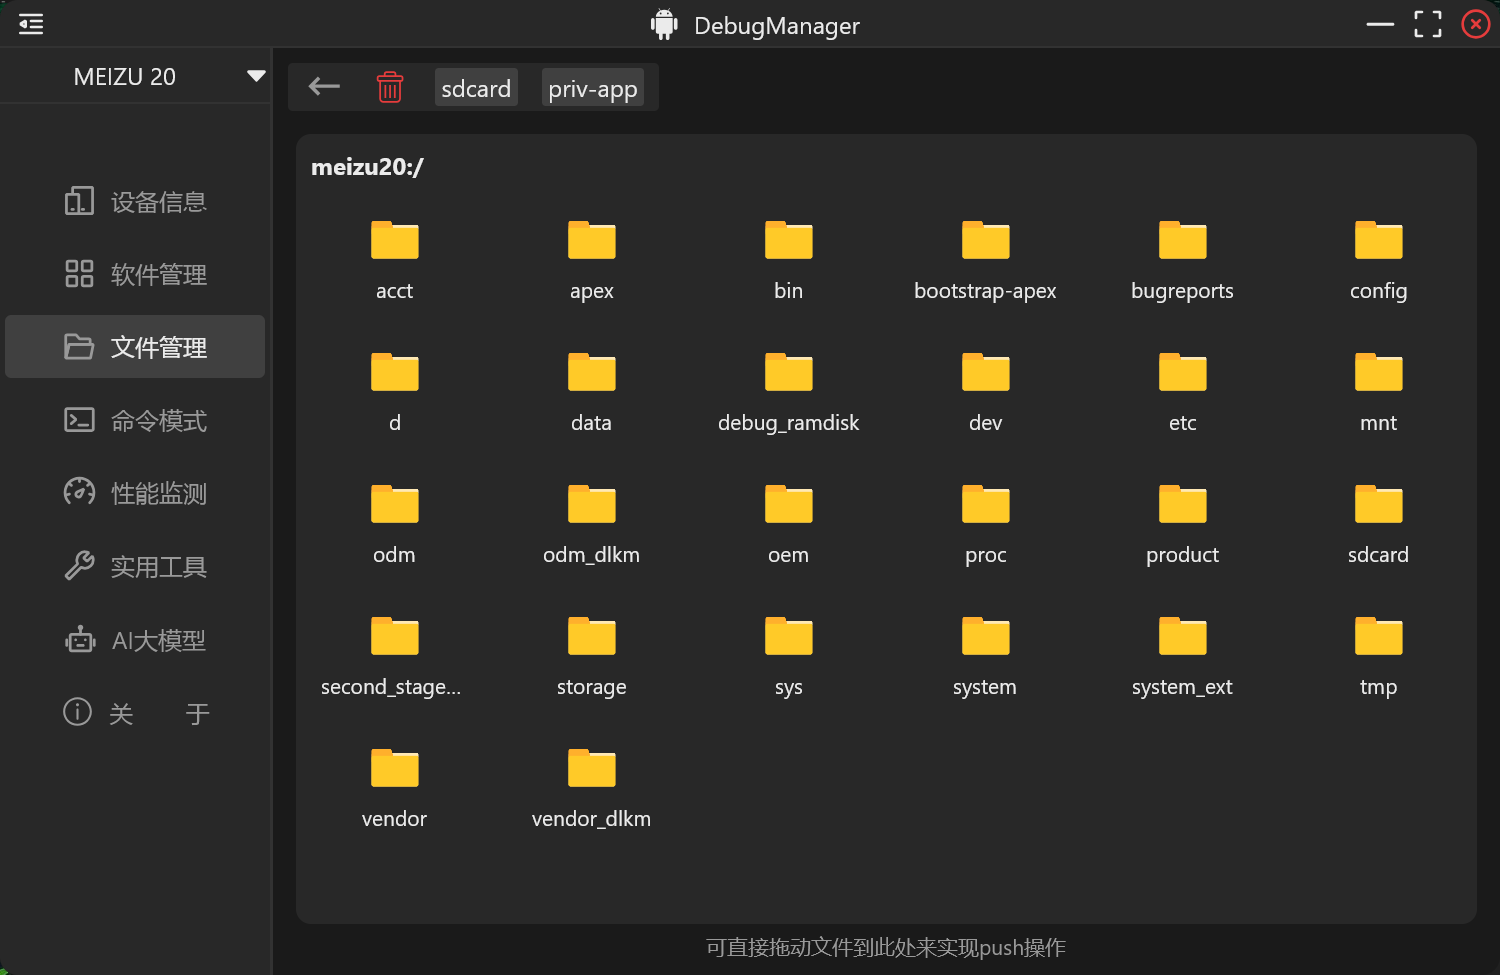 DebugManager
MEIZU 20
设备信息
软件管理
文件管理
命令模式
性能监测
实用工具
AI大模型
关 于
sdcard priv-app
meizu20:/
acct apex bin bootstrap-apex bugreports config
d data debug_ramdisk dev etc mnt
odm odm_dlkm oem proc product sdcard
second_stage... storage sys system system_ext tmp
vendor vendor_dlkm
可直接拖动文件到此处来实现push操作